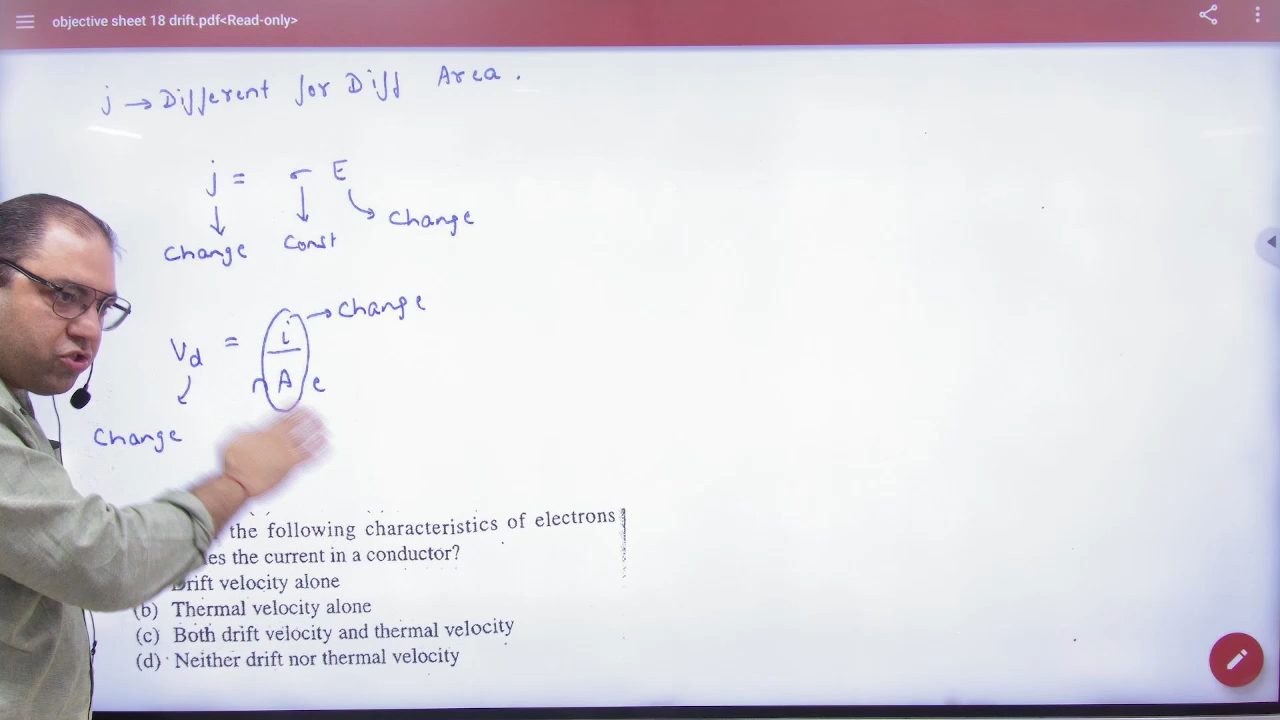 objective sheet 18 drift.pdf<Read-only>
j → Different for Diff Area.
j = σ E
Change Const Change
Vd = i / n A e → Change
Change
the following characteristics of electrons
es the current in a conductor?
Drift velocity alone
(b) Thermal velocity alone
(c) Both drift velocity and thermal velocity
(d) Neither drift nor thermal velocity